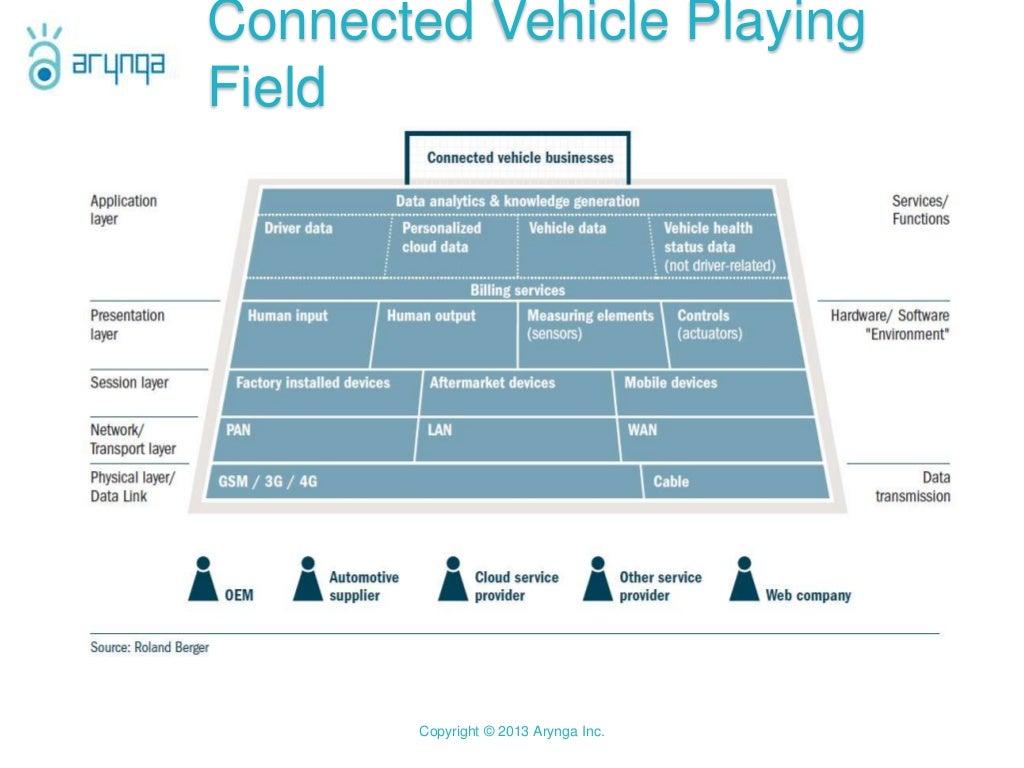 arynga
Connected Vehicle Playing
Field
Connected vehicle businesses
Application
layer
Data analytics & knowledge generation
Driver data
Personalized
cloud data
Vehicle data
Vehicle health
status data
(not driver-related)
Billing services
Services/
Functions
Presentation
layer
Human input
Human output
Measuring elements
(sensors)
Controls
(actuators)
Hardware/ Software
"Environment"
Session layer
Factory installed devices
Aftermarket devices
Mobile devices
Network/
Transport layer
PAN
LAN
WAN
Physical layer/
Data Link
GSM / 3G / 4G
Cable
Data
transmission
OEM
Automotive
supplier
Cloud service
provider
Other service
provider
Web company
Source: Roland Berger
Copyright © 2013 Arynga Inc.